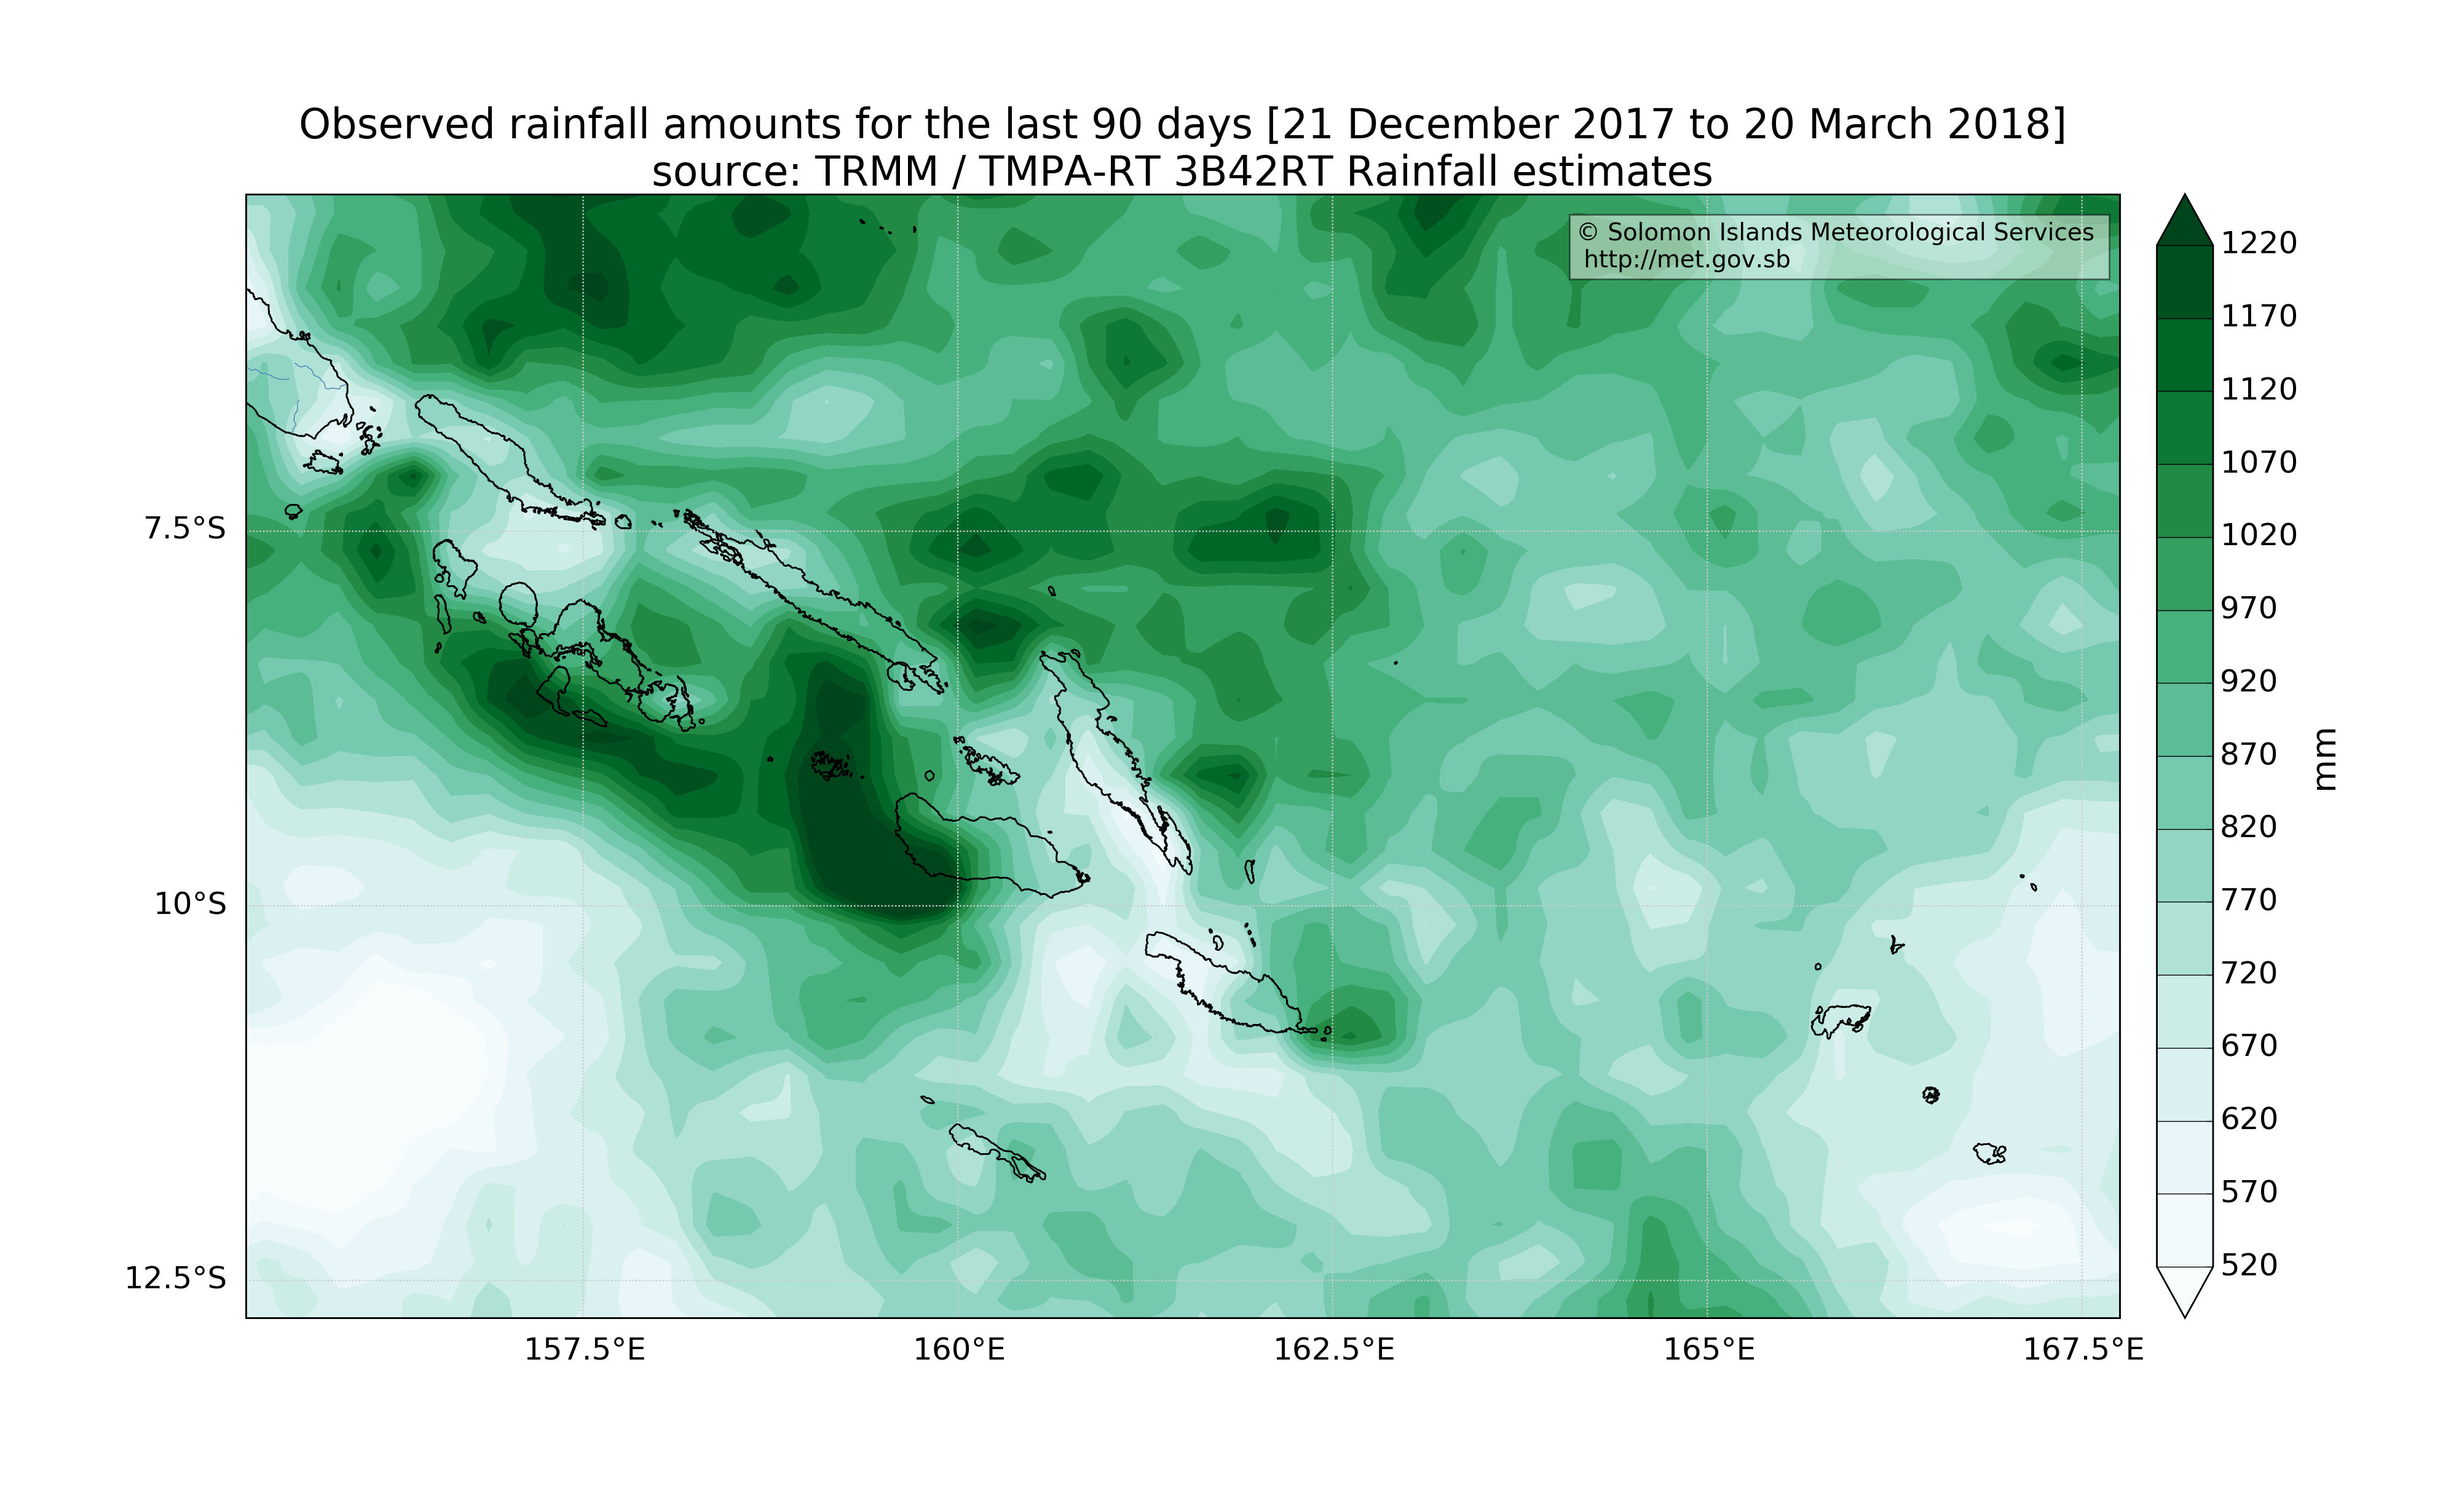 Observed rainfall amounts for the last 90 days [21 December 2017 to 20 March 2018]
source: TRMM / TMPA-RT 3B42RT Rainfall estimates
© Solomon Islands Meteorological Services
http://met.gov.sb
1220
1170
1120
1070
1020
970
920
870
820
770
720
670
620
570
520
mm
7.5°S
10°S
12.5°S
157.5°E
160°E
162.5°E
165°E
167.5°E